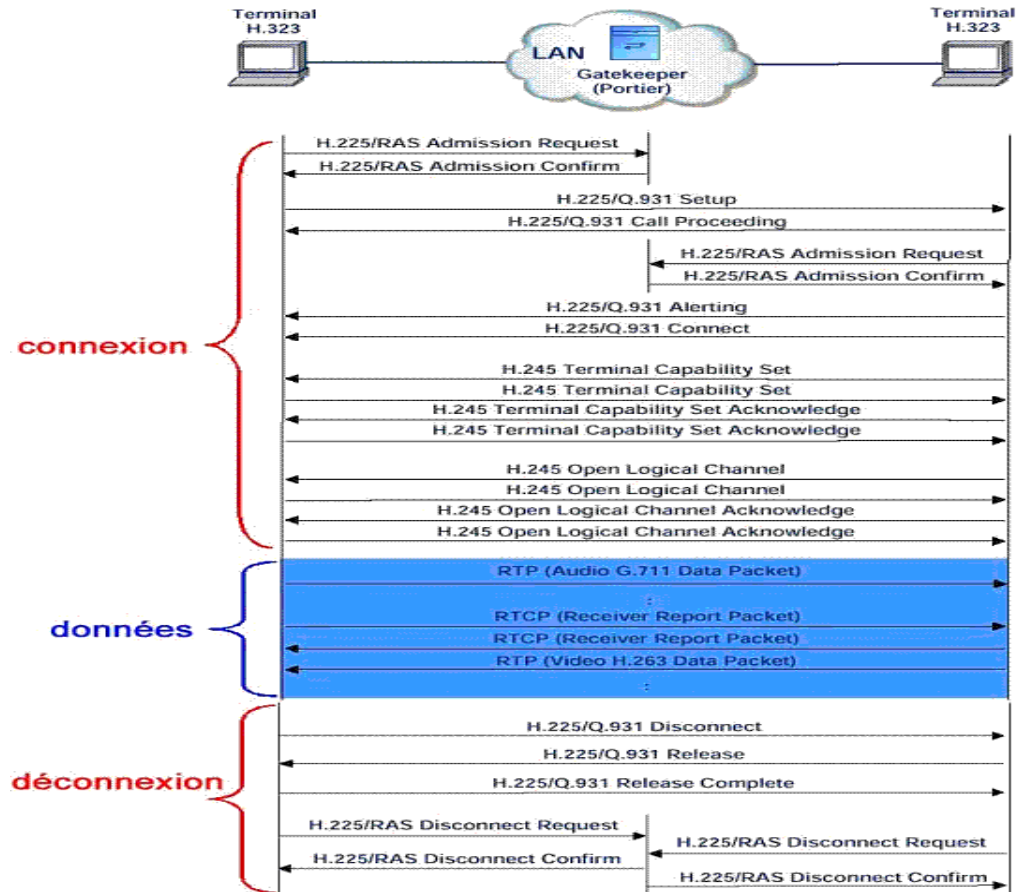 Terminal
H.323
LAN
Gatekeeper
(Portier)
Terminal
H.323
connexion
H.225/RAS Admission Request
H.225/RAS Admission Confirm
H.225/Q.931 Setup
H.225/Q.931 Call Proceeding
H.225/RAS Admission Request
H.225/RAS Admission Confirm
H.225/Q.931 Alerting
H.225/Q.931 Connect
H.245 Terminal Capability Set
H.245 Terminal Capability Set
H.245 Terminal Capability Set Acknowledge
H.245 Terminal Capability Set Acknowledge
H.245 Open Logical Channel
H.245 Open Logical Channel
H.245 Open Logical Channel Acknowledge
H.245 Open Logical Channel Acknowledge
données
RTP (Audio G.711 Data Packet)
:
RTCP (Receiver Report Packet)
RTCP (Receiver Report Packet)
RTP (Video H.263 Data Packet)
:
déconnexion
H.225/Q.931 Disconnect
H.225/Q.931 Release
H.225/Q.931 Release Complete
H.225/RAS Disconnect Request
H.225/RAS Disconnect Request
H.225/RAS Disconnect Confirm
H.225/RAS Disconnect Confirm